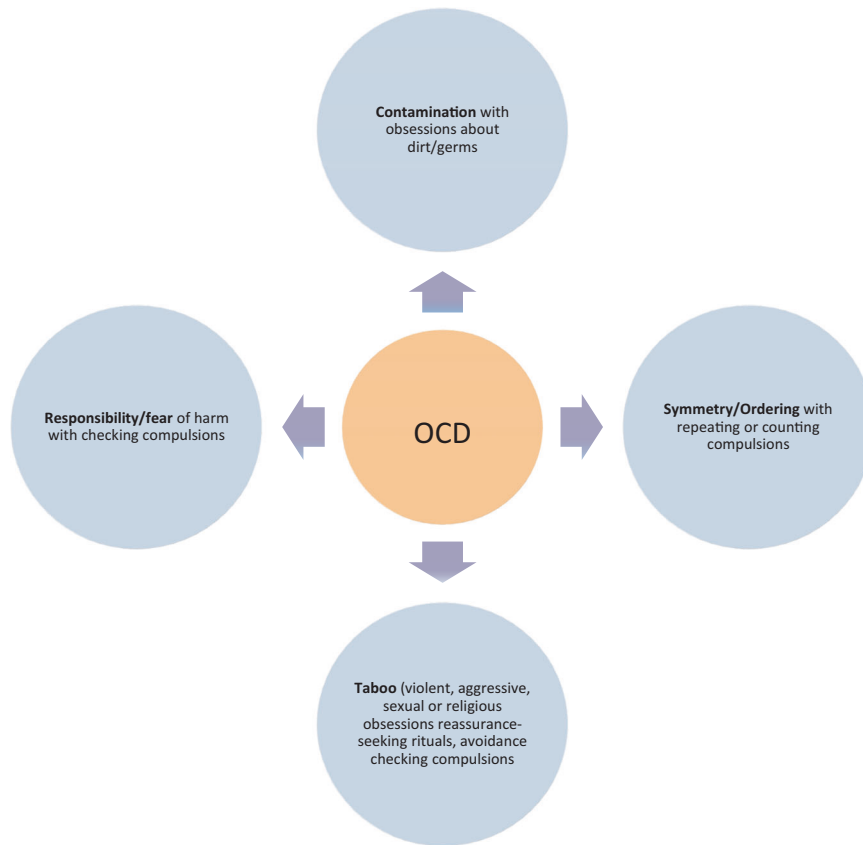 Contamination with
obsessions about
dirt/germs
Responsibility/fear of harm
with checking compulsions
OCD
Symmetry/Ordering with
repeating or counting
compulsions
Taboo (violent, aggressive,
sexual or religious
obsessions reassurance-
seeking rituals, avoidance
checking compulsions